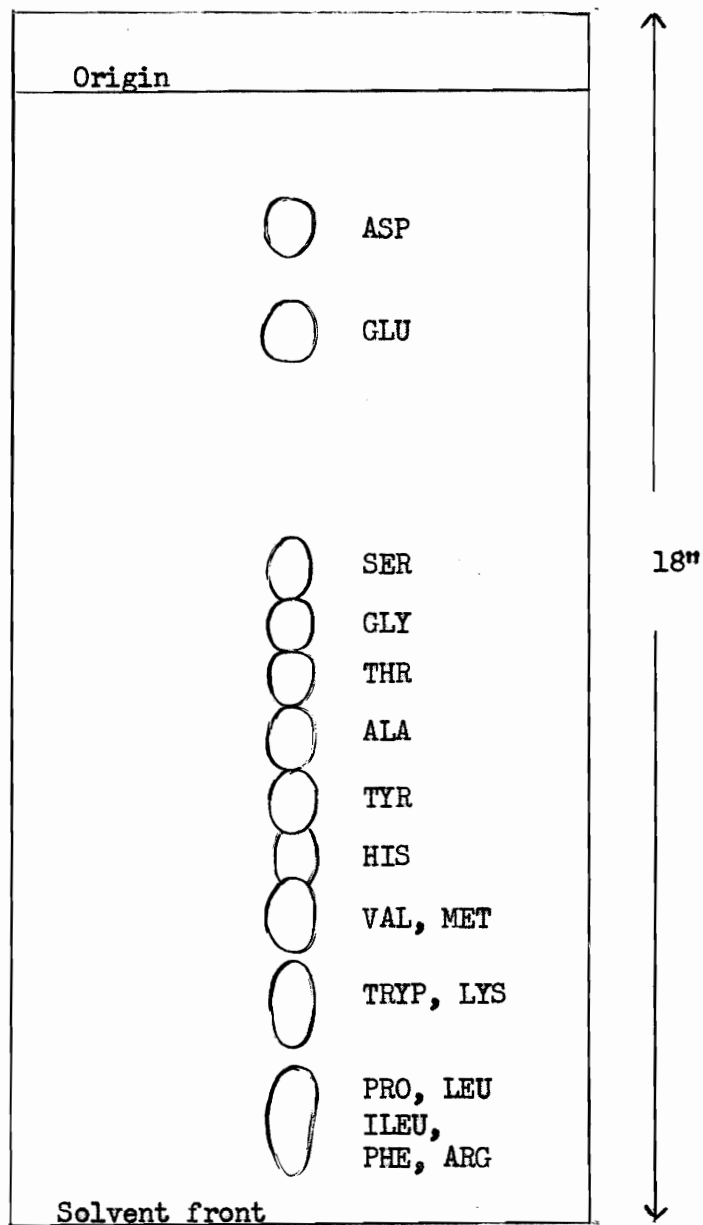 Origin
ASP
GLU
SER
18"
GLY
THR
ALA
TYR
HIS
VAL, MET
TRYP, LYS
PRO, LEU
ILEU,
PHE, ARG
Solvent front